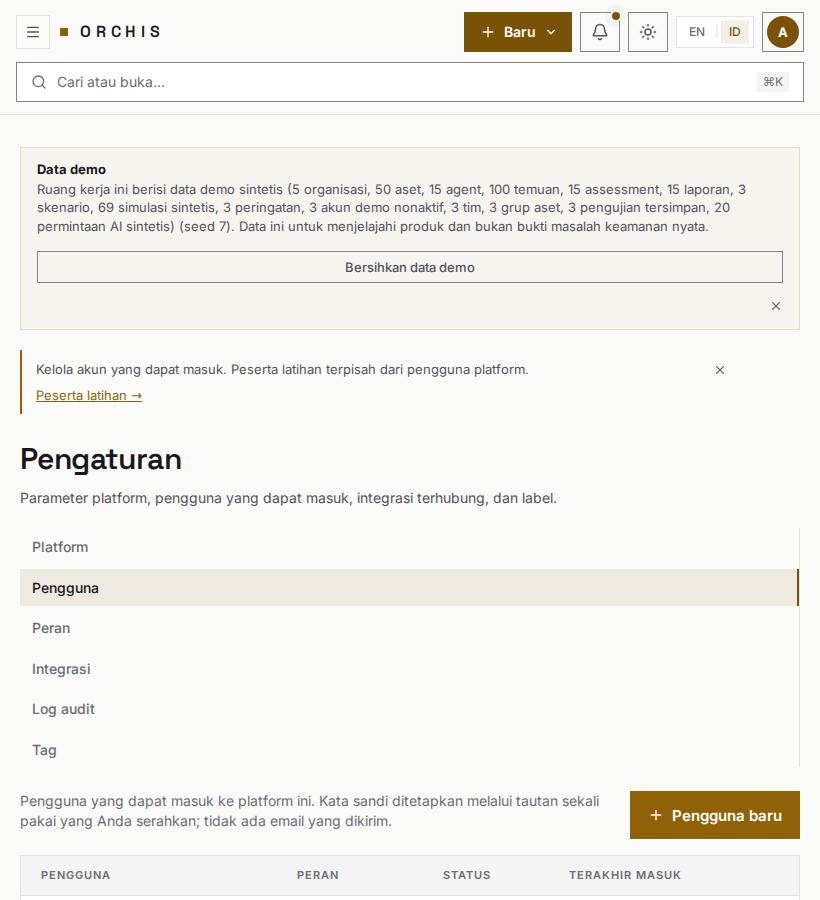 ORCHIS
Baru
EN
ID
A
Cari atau buka...
⌘K
Data demo
Ruang kerja ini berisi data demo sintetis (5 organisasi, 50 aset, 15 agent, 100 temuan, 15 assessment, 15 laporan, 3
skenario, 69 simulasi sintetis, 3 peringatan, 3 akun demo nonaktif, 3 tim, 3 grup aset, 3 pengujian tersimpan, 20
permintaan AI sintetis) (seed 7). Data ini untuk menjelajahi produk dan bukan bukti masalah keamanan nyata.
Bersihkan data demo
Kelola akun yang dapat masuk. Peserta latihan terpisah dari pengguna platform.
Peserta latihan →
Pengaturan
Parameter platform, pengguna yang dapat masuk, integrasi terhubung, dan label.
Platform
Pengguna
Peran
Integrasi
Log audit
Tag
Pengguna yang dapat masuk ke platform ini. Kata sandi ditetapkan melalui tautan sekali
pakai yang Anda serahkan; tidak ada email yang dikirim.
Pengguna baru
PENGGUNA PERAN STATUS TERAKHIR MASUK